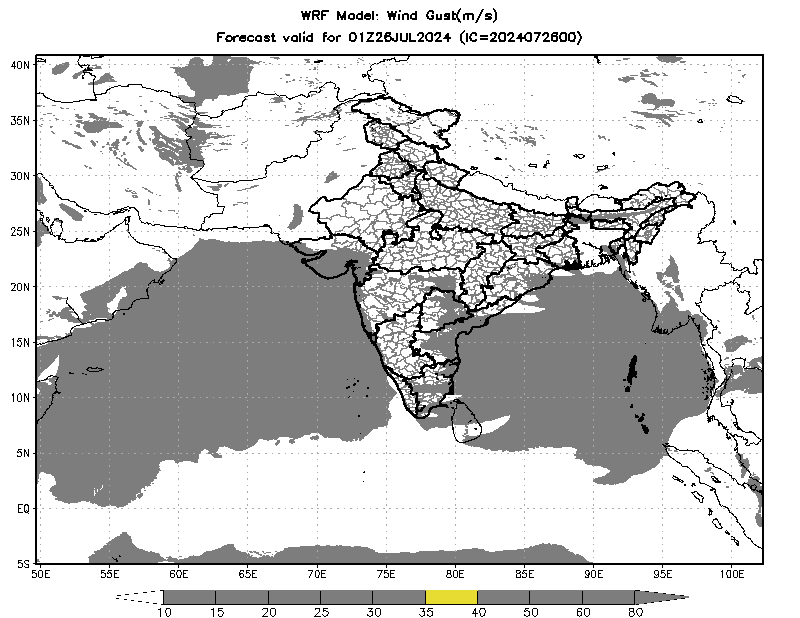 WRF Model: Wind Gust(m/s)
Forecast valid for 01Z26JUL2024 (IC=2024072600)
40N
35N
30N
25N
20N
15N
10N
5N
EQ
5S
50E 55E 60E 65E 70E 75E 80E 85E 90E 95E 100E
10 15 20 25 30 35 40 50 60 80